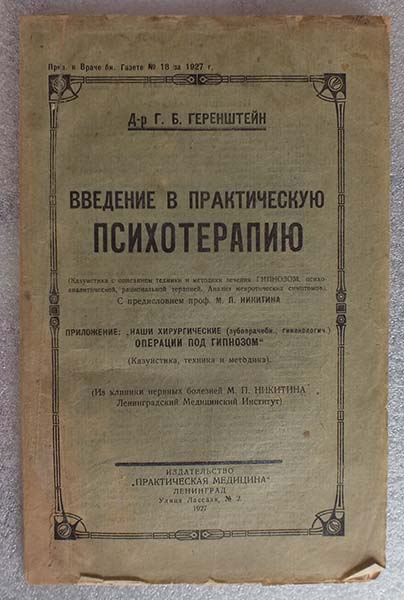 Прил. к Врачебн. Газете № 18 за 1927 г.
Д-р Г. Б. ГЕРЕНШТЕЙН
ВВЕДЕНИЕ В ПРАКТИЧЕСКУЮ
ПСИХОТЕРАПИЮ
(Казуистика с описанием техники и методики лечения ГИПНОЗОМ, психо-
аналитической, рациональной терапией. Анализ невротических симптомов).
С предисловием проф. М. П. НИКИТИНА
ПРИЛОЖЕНИЕ: „НАШИ ХИРУРГИЧЕСКИЕ (зубоврачебн., гинекологич.)
ОПЕРАЦИИ ПОД ГИПНОЗОМ"
(Казуистика, техника и методика).
(Из клиники нервных болезней М. П. НИКИТИНА
Ленинградский Медицинский Институт)
ИЗДАТЕЛЬСТВО
„ПРАКТИЧЕСКАЯ МЕДИЦИНА"
ЛЕНИНГРАД
Улица Лассаля, № 2.
1927